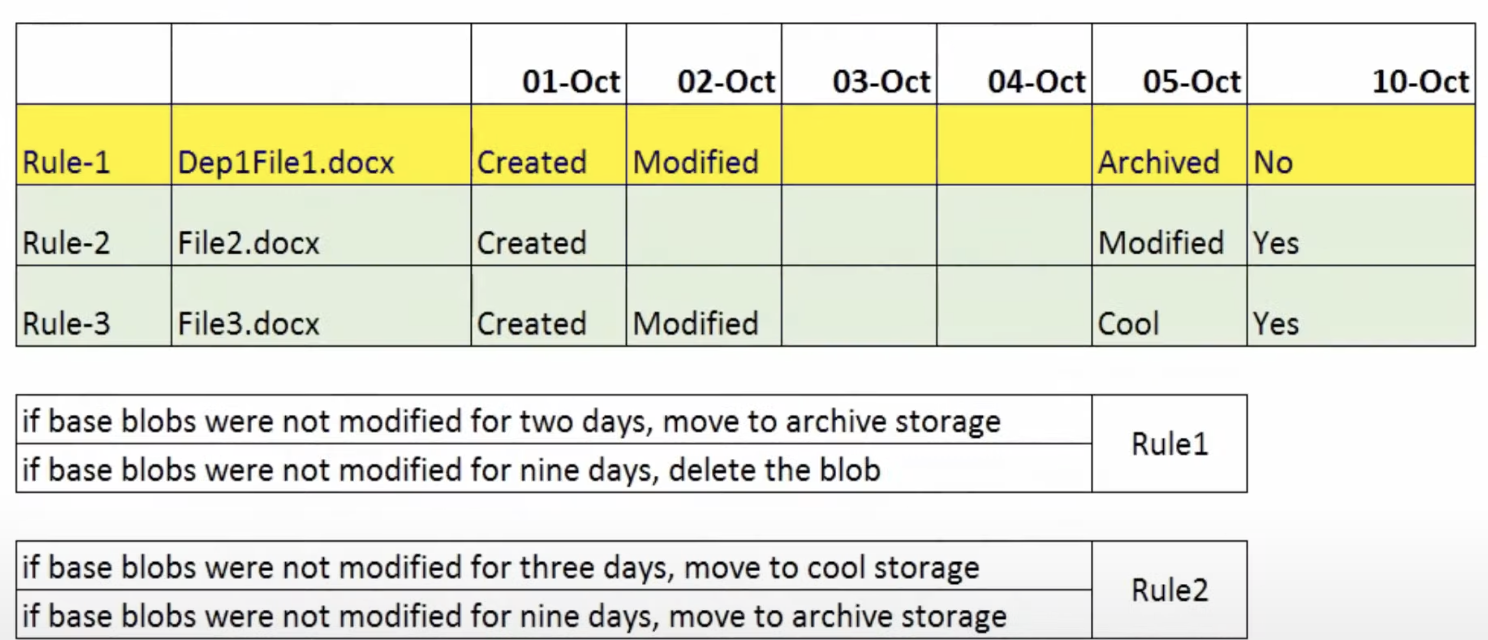 01-Oct 02-Oct 03-Oct 04-Oct 05-Oct 10-Oct
Rule-1 Dep1File1.docx Created Modified Archived No
Rule-2 File2.docx Created Modified Yes
Rule-3 File3.docx Created Modified Cool Yes
if base blobs were not modified for two days, move to archive storage
Rule1
if base blobs were not modified for nine days, delete the blob
if base blobs were not modified for three days, move to cool storage
Rule2
if base blobs were not modified for nine days, move to archive storage